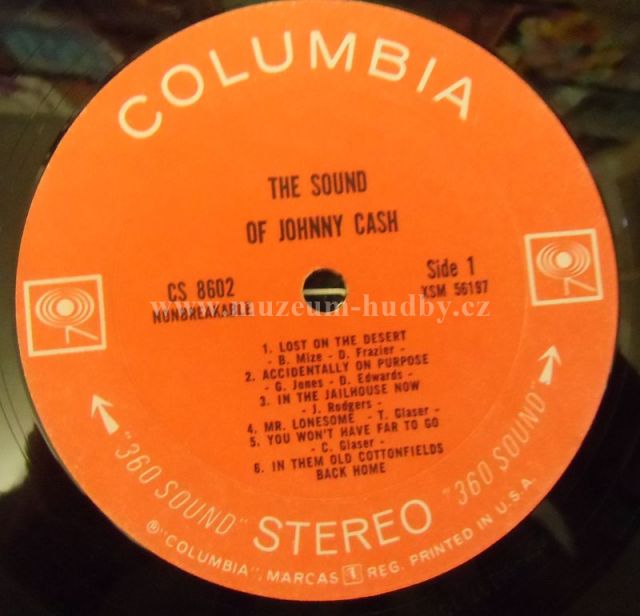 COLUMBIA
THE SOUND
OF JOHNNY CASH
CS 8602
NONBREAKABLE
Side 1
XSM 56197
www.muzeum-hudby.cz
1. LOST ON THE DESERT
- B. Mize - D. Frazier -
2. ACCIDENTALLY ON PURPOSE
- G. Jones - D. Edwards -
3. IN THE JAILHOUSE NOW
- J. Rodgers -
4. MR. LONESOME - T. Glaser -
5. YOU WON'T HAVE FAR TO GO
- C. Glaser -
6. IN THEM OLD COTTONFIELDS
BACK HOME
"360 SOUND" STEREO "360 SOUND"
® "COLUMBIA", MARCAS REG. PRINTED IN U.S.A.